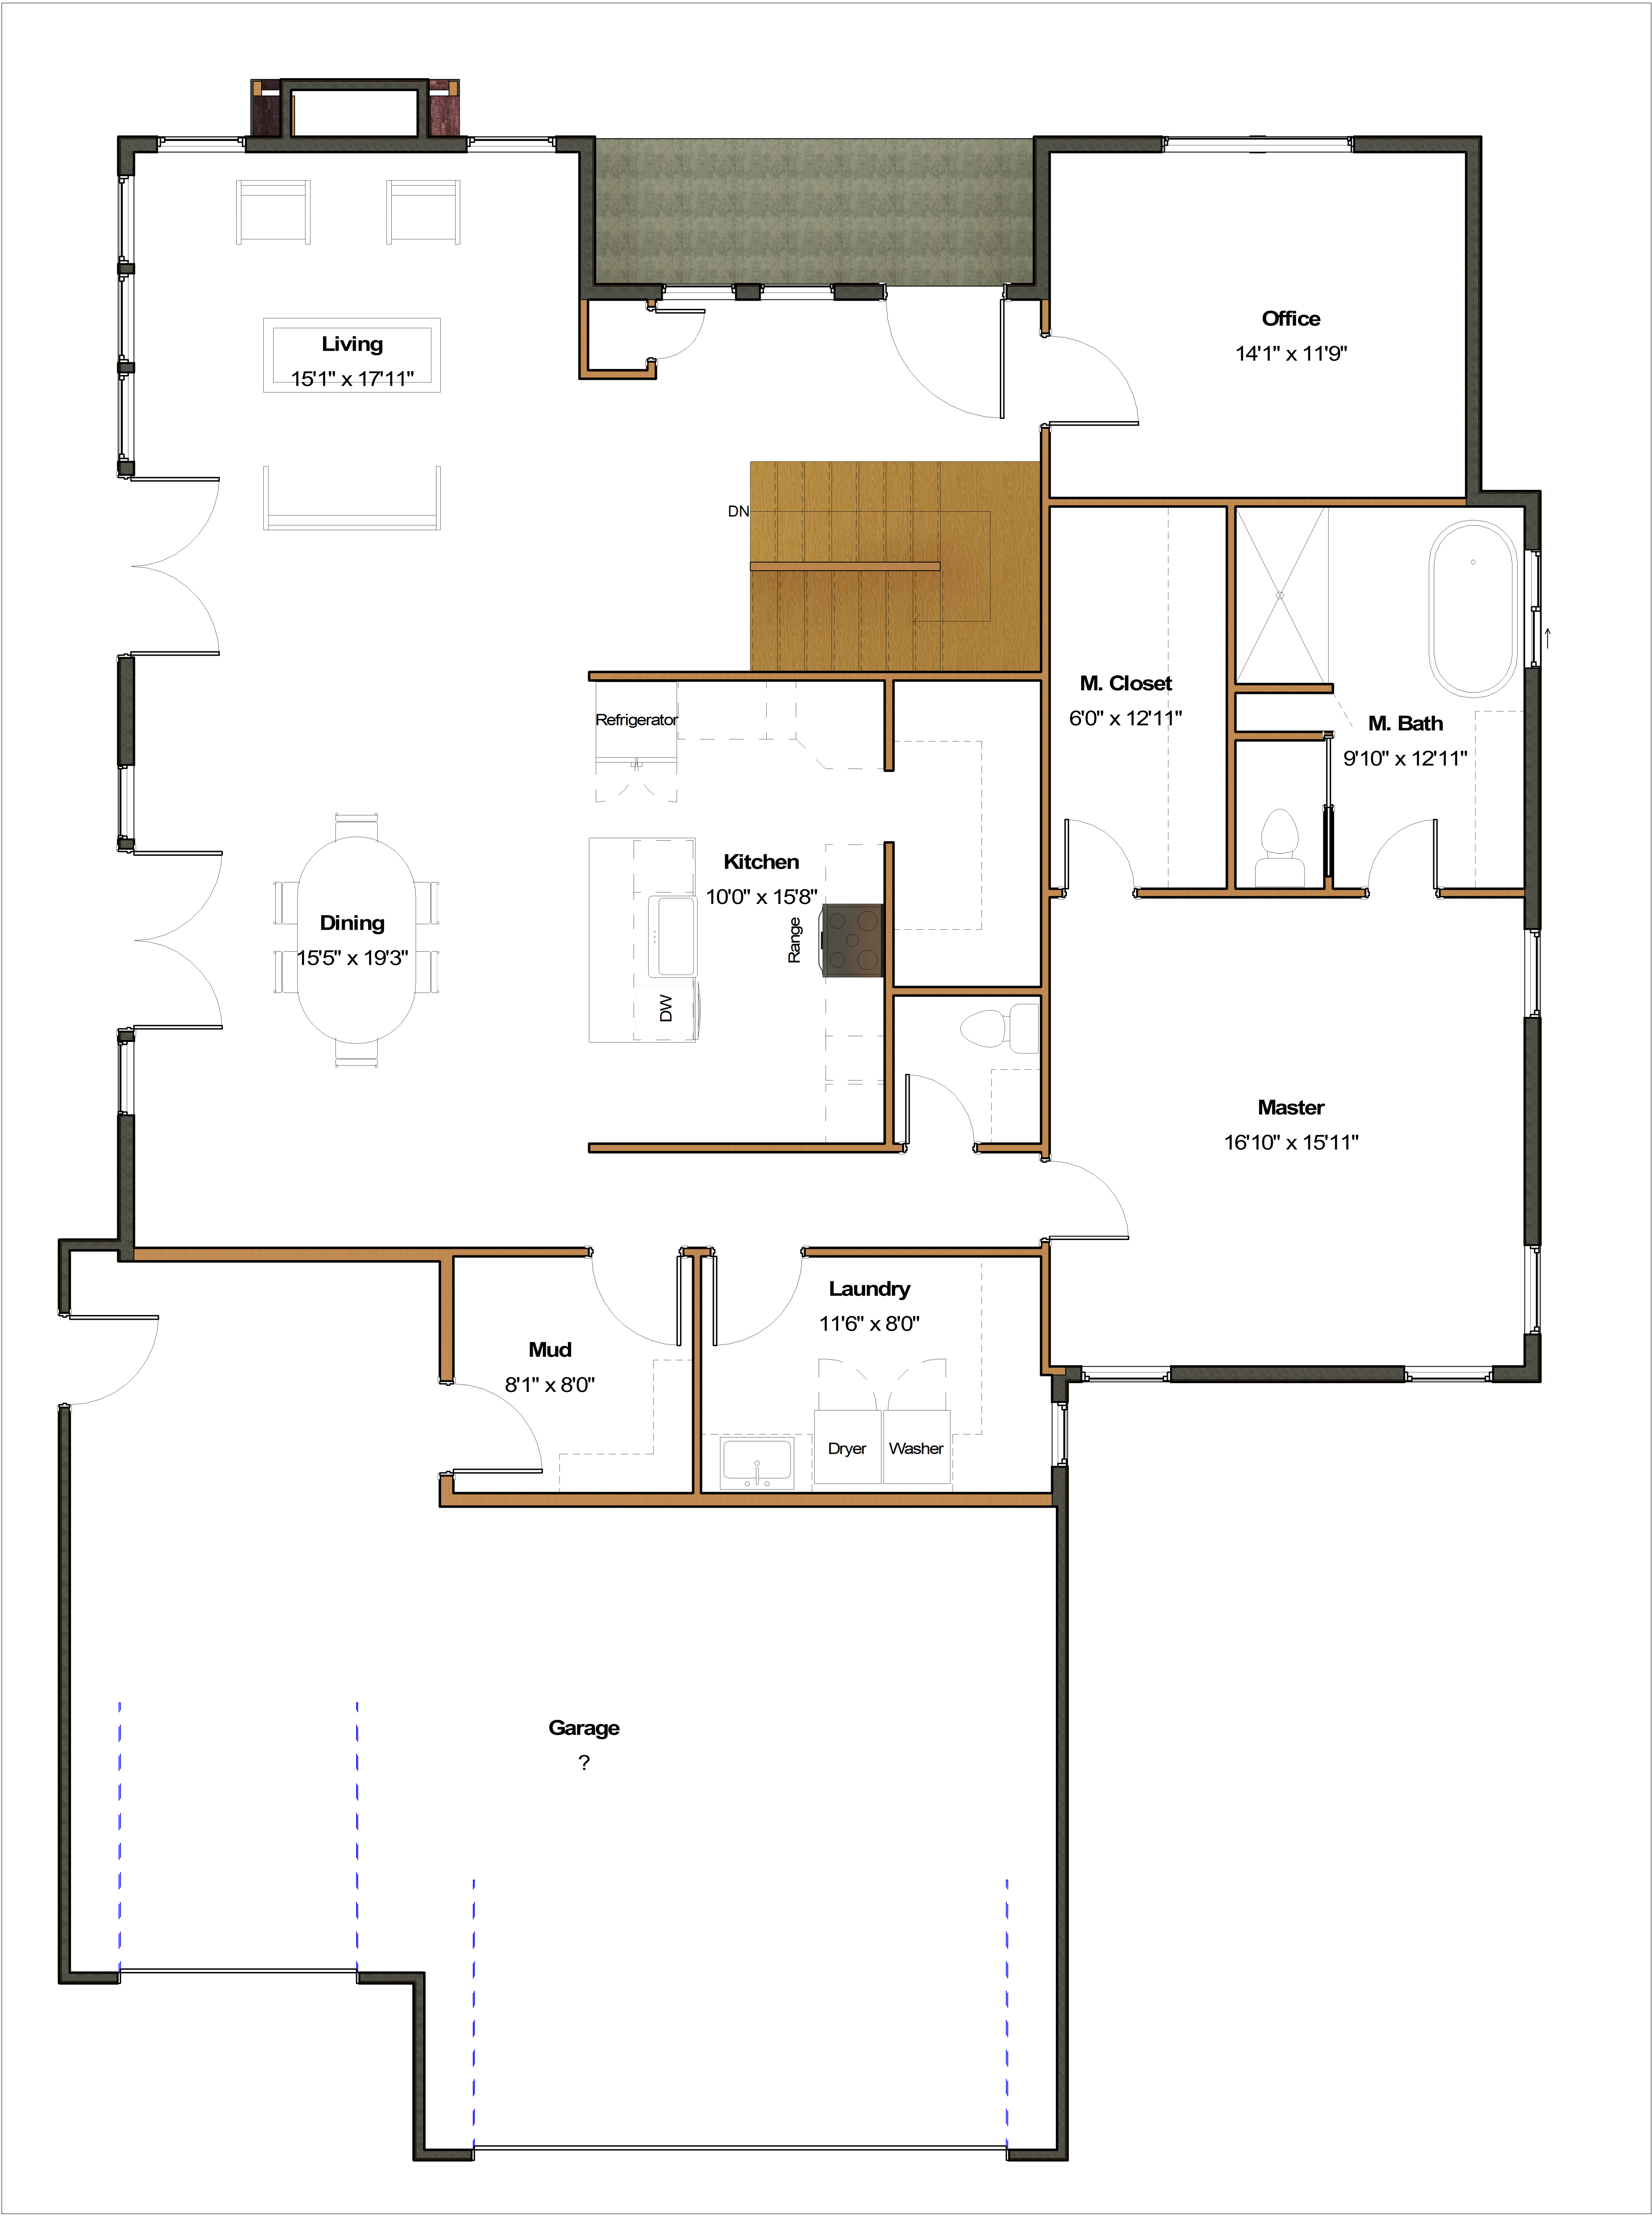 Living
15'1" x 17'11"
Office
14'1" x 11'9"
DN
M. Closet
6'0" x 12'11"
Refrigerator
M. Bath
9'10" x 12'11"
Kitchen
10'0" x 15'8"
Range
Dining
15'5" x 19'3"
DW
Master
16'10" x 15'11"
Laundry
11'6" x 8'0"
Mud
8'1" x 8'0"
Dryer
Washer
Garage
?